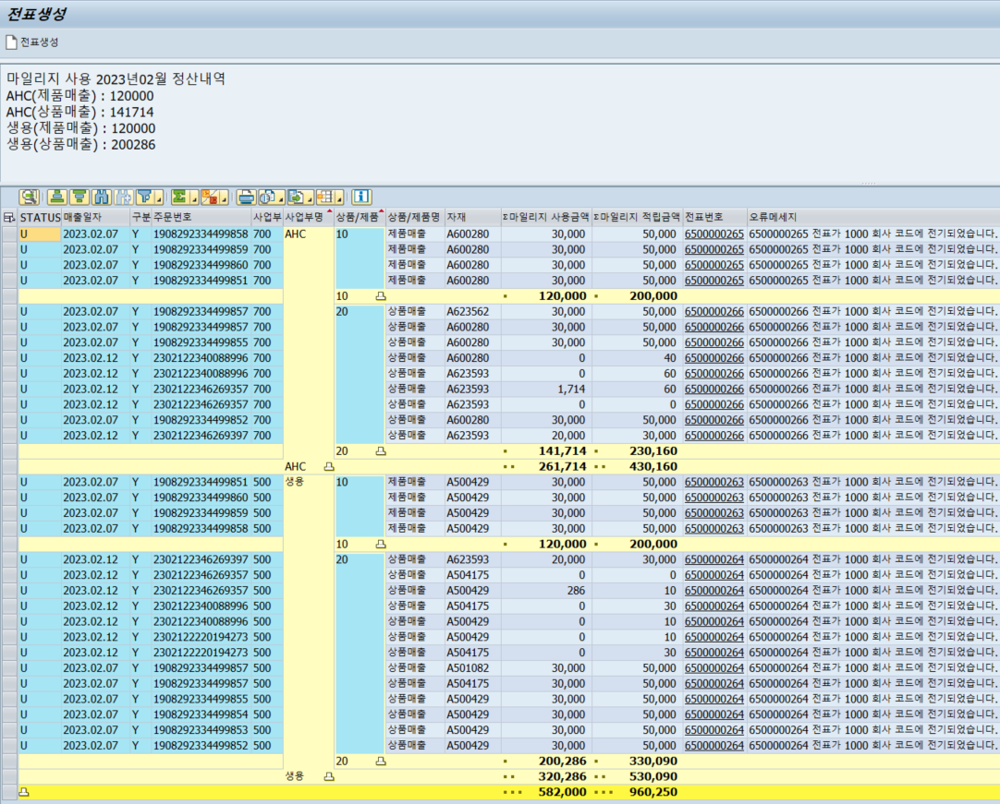 전표생성
전표생성
마일리지 사용 2023년02월 정산내역
AHC(제품매출) : 120000
AHC(상품매출) : 141714
생용(제품매출) : 120000
생용(상품매출) : 200286
STATUS 매출일자 구분 주문번호 사업부 사업부명 상품/제품 상품/제품명 자재 Σ마일리지 사용금액 Σ마일리지 적립금액 전표번호 오류메세지
U 2023.02.07 Y 1908292334499858 700 AHC 10 제품매출 A600280 30,000 50,000 6500000265 6500000265 전표가 1000 회사 코드에 전기되었습니다.
U 2023.02.07 Y 1908292334499859 700 제품매출 A600280 30,000 50,000 6500000265 6500000265 전표가 1000 회사 코드에 전기되었습니다.
U 2023.02.07 Y 1908292334499860 700 제품매출 A600280 30,000 50,000 6500000265 6500000265 전표가 1000 회사 코드에 전기되었습니다.
U 2023.02.07 Y 1908292334499851 700 제품매출 A600280 30,000 50,000 6500000265 6500000265 전표가 1000 회사 코드에 전기되었습니다.
10 120,000 200,000
U 2023.02.07 Y 1908292334499857 700 20 상품매출 A623562 30,000 50,000 6500000266 6500000266 전표가 1000 회사 코드에 전기되었습니다.
U 2023.02.07 Y 1908292334499857 700 상품매출 A600280 30,000 50,000 6500000266 6500000266 전표가 1000 회사 코드에 전기되었습니다.
U 2023.02.07 Y 1908292334499855 700 상품매출 A600280 30,000 50,000 6500000266 6500000266 전표가 1000 회사 코드에 전기되었습니다.
U 2023.02.12 Y 2302122340088996 700 상품매출 A600280 0 40 6500000266 6500000266 전표가 1000 회사 코드에 전기되었습니다.
U 2023.02.12 Y 2302122340088996 700 상품매출 A623593 0 60 6500000266 6500000266 전표가 1000 회사 코드에 전기되었습니다.
U 2023.02.12 Y 2302122346269357 700 상품매출 A623593 1,714 60 6500000266 6500000266 전표가 1000 회사 코드에 전기되었습니다.
U 2023.02.12 Y 2302122346269357 700 상품매출 A623593 0 0 6500000266 6500000266 전표가 1000 회사 코드에 전기되었습니다.
U 2023.02.07 Y 1908292334499852 700 상품매출 A600280 30,000 50,000 6500000266 6500000266 전표가 1000 회사 코드에 전기되었습니다.
U 2023.02.12 Y 2302122346269397 700 상품매출 A623593 20,000 30,000 6500000266 6500000266 전표가 1000 회사 코드에 전기되었습니다.
20 141,714 230,160
AHC 261,714 430,160
U 2023.02.07 Y 1908292334499851 500 생용 10 제품매출 A500429 30,000 50,000 6500000263 6500000263 전표가 1000 회사 코드에 전기되었습니다.
U 2023.02.07 Y 1908292334499860 500 제품매출 A500429 30,000 50,000 6500000263 6500000263 전표가 1000 회사 코드에 전기되었습니다.
U 2023.02.07 Y 1908292334499859 500 제품매출 A500429 30,000 50,000 6500000263 6500000263 전표가 1000 회사 코드에 전기되었습니다.
U 2023.02.07 Y 1908292334499858 500 제품매출 A500429 30,000 50,000 6500000263 6500000263 전표가 1000 회사 코드에 전기되었습니다.
10 120,000 200,000
U 2023.02.12 Y 2302122346269397 500 20 상품매출 A623593 20,000 30,000 6500000264 6500000264 전표가 1000 회사 코드에 전기되었습니다.
U 2023.02.12 Y 2302122346269357 500 상품매출 A504175 0 0 6500000264 6500000264 전표가 1000 회사 코드에 전기되었습니다.
U 2023.02.12 Y 2302122346269357 500 상품매출 A500429 286 10 6500000264 6500000264 전표가 1000 회사 코드에 전기되었습니다.
U 2023.02.12 Y 2302122340088996 500 상품매출 A504175 0 30 6500000264 6500000264 전표가 1000 회사 코드에 전기되었습니다.
U 2023.02.12 Y 2302122340088996 500 상품매출 A500429 0 10 6500000264 6500000264 전표가 1000 회사 코드에 전기되었습니다.
U 2023.02.12 Y 2302122220194273 500 상품매출 A500429 0 10 6500000264 6500000264 전표가 1000 회사 코드에 전기되었습니다.
U 2023.02.12 Y 2302122220194273 500 상품매출 A504175 0 30 6500000264 6500000264 전표가 1000 회사 코드에 전기되었습니다.
U 2023.02.07 Y 1908292334499857 500 상품매출 A501082 30,000 50,000 6500000264 6500000264 전표가 1000 회사 코드에 전기되었습니다.
U 2023.02.07 Y 1908292334499857 500 상품매출 A504175 30,000 50,000 6500000264 6500000264 전표가 1000 회사 코드에 전기되었습니다.
U 2023.02.07 Y 1908292334499855 500 상품매출 A500429 30,000 50,000 6500000264 6500000264 전표가 1000 회사 코드에 전기되었습니다.
U 2023.02.07 Y 1908292334499854 500 상품매출 A500429 30,000 50,000 6500000264 6500000264 전표가 1000 회사 코드에 전기되었습니다.
U 2023.02.07 Y 1908292334499853 500 상품매출 A500429 30,000 50,000 6500000264 6500000264 전표가 1000 회사 코드에 전기되었습니다.
U 2023.02.07 Y 1908292334499852 500 상품매출 A500429 30,000 50,000 6500000264 6500000264 전표가 1000 회사 코드에 전기되었습니다.
20 200,286 330,090
생용 320,286 530,090
582,000 960,250